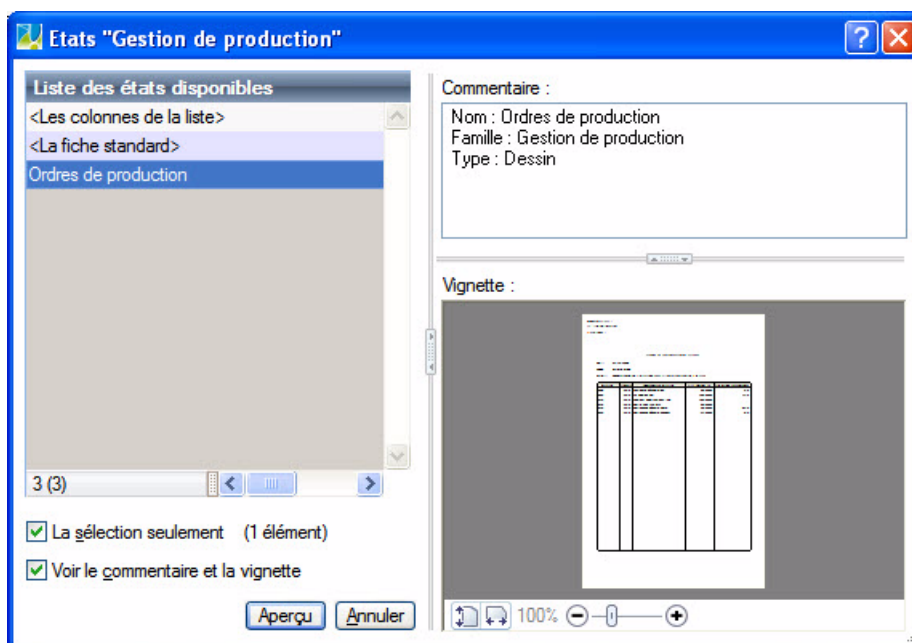 Etats "Gestion de production"
Liste des états disponibles
<Les colonnes de la liste>
<La fiche standard>
Ordres de production
3 (3)
La sélection seulement (1 élément)
Voir le commentaire et la vignette
Aperçu Annuler
Commentaire :
Nom : Ordres de production
Famille : Gestion de production
Type : Dessin
Vignette :
100%